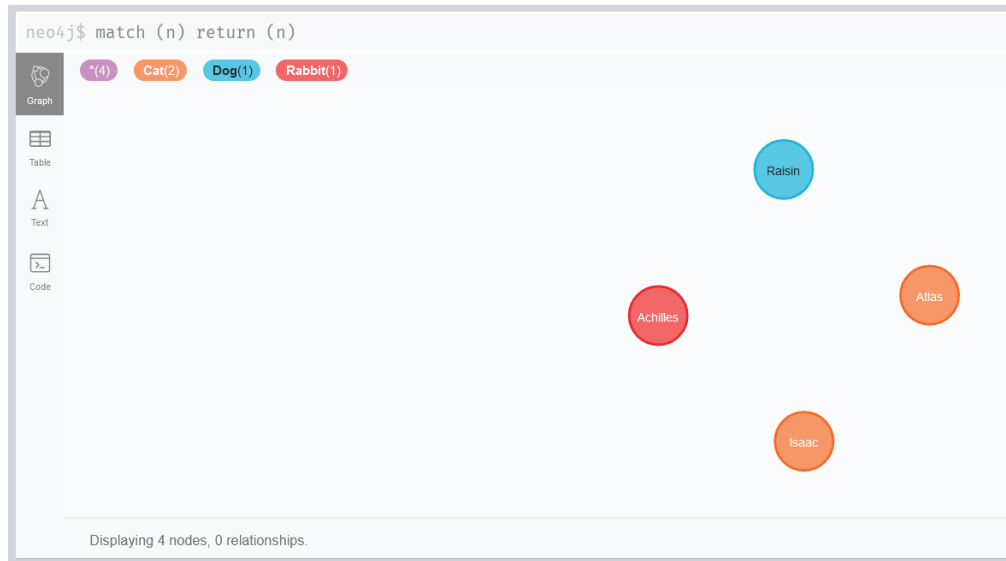 neo4j$ match (n) return (n)
*(4) Cat(2) Dog(1) Rabbit(1)
Graph
Table
A
Text
>_
Code
Raisin
Atlas
Achilles
Isaac
Displaying 4 nodes, 0 relationships.